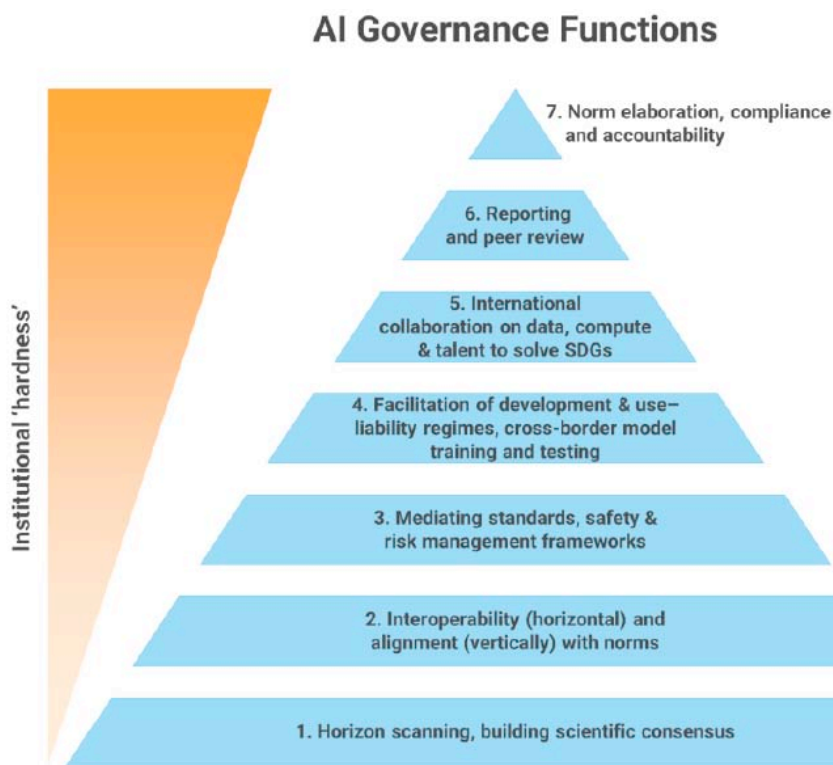 AI Governance Functions
Institutional 'hardness'
7. Norm elaboration, compliance
and accountability
6. Reporting
and peer review
5. International
collaboration on data, compute
& talent to solve SDGs
4. Facilitation of development & use–
liability regimes, cross-border model
training and testing
3. Mediating standards, safety &
risk management frameworks
2. Interoperability (horizontal) and
alignment (vertically) with norms
1. Horizon scanning, building scientific consensus